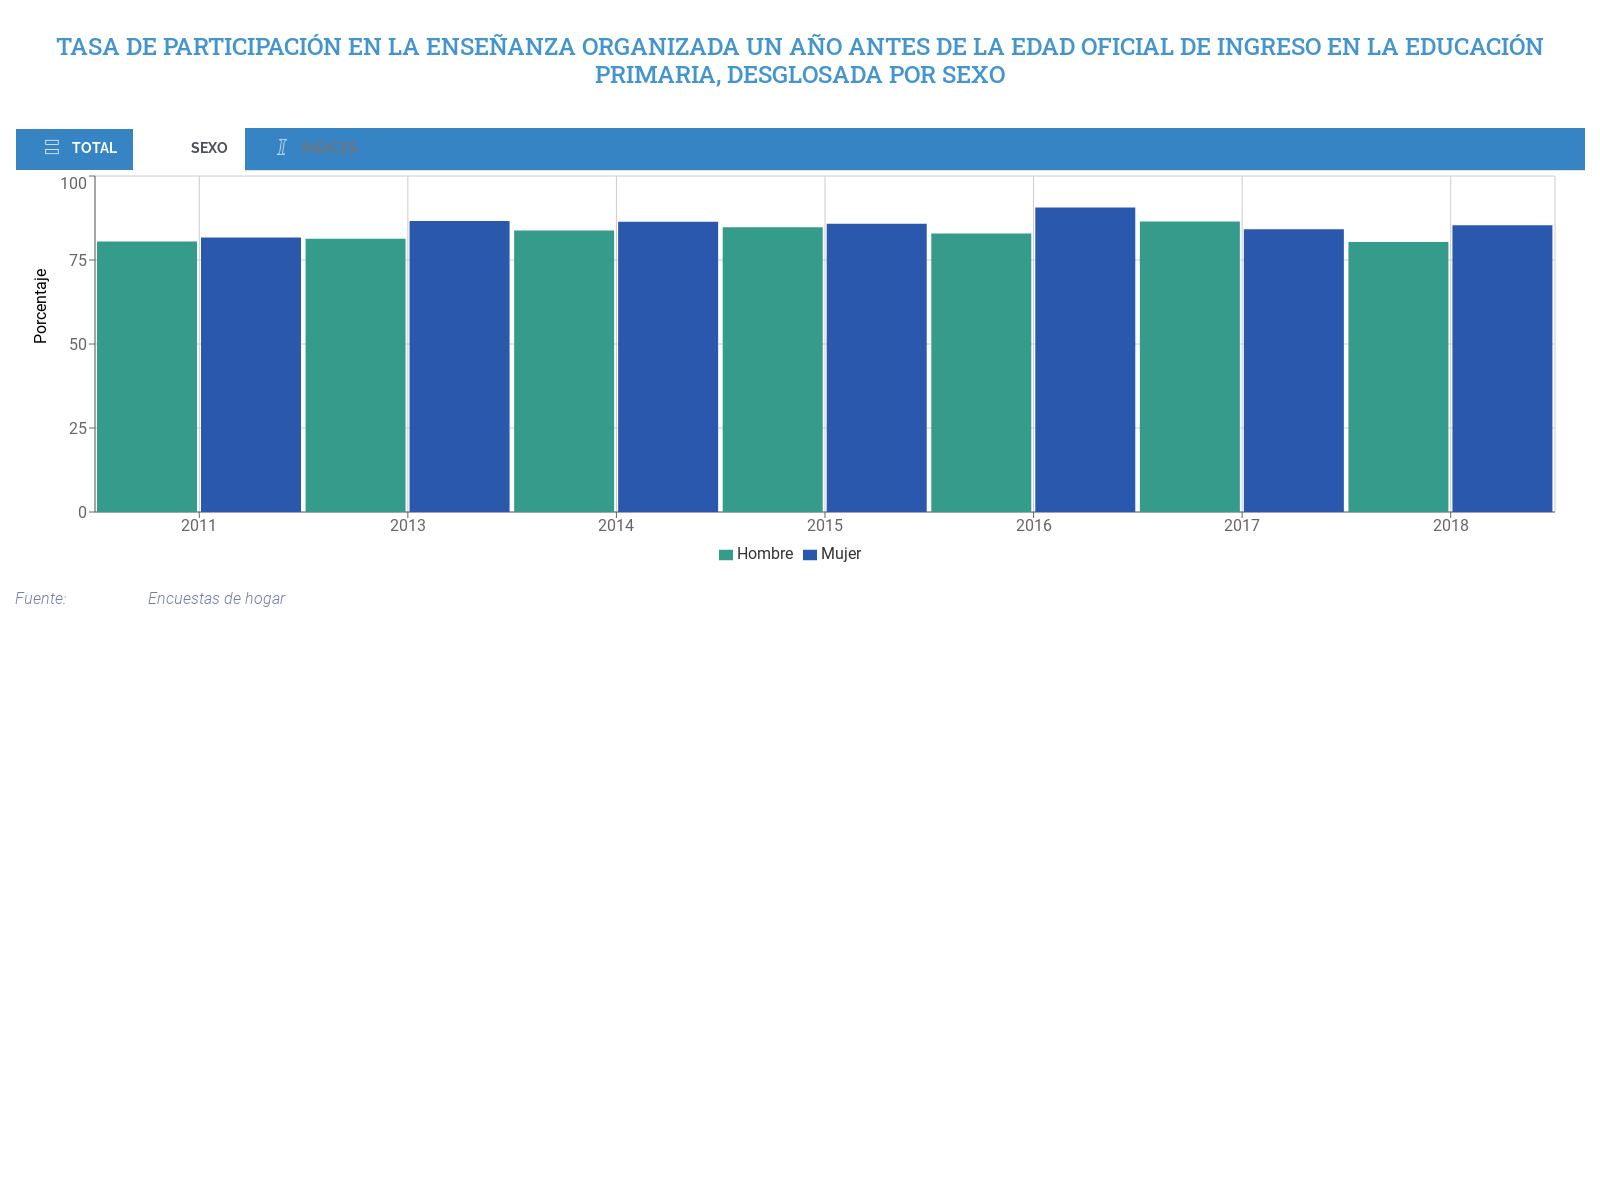 TASA DE PARTICIPACIÓN EN LA ENSEÑANZA ORGANIZADA UN AÑO ANTES DE LA EDAD OFICIAL DE INGRESO EN LA EDUCACIÓN
PRIMARIA, DESGLOSADA POR SEXO
TOTAL SEXO ÍNDICES
100
75
50
25
0
Porcentaje
2011 2013 2014 2015 2016 2017 2018
Hombre Mujer
Fuente: Encuestas de hogar